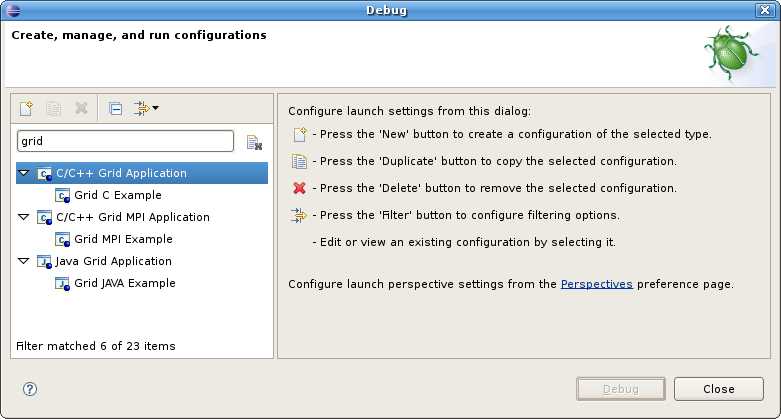 Debug
Create, manage, and run configurations
grid
C/C++ Grid Application
Grid C Example
C/C++ Grid MPI Application
Grid MPI Example
Java Grid Application
Grid JAVA Example
Filter matched 6 of 23 items
Configure launch settings from this dialog:
- Press the 'New' button to create a configuration of the selected type.
- Press the 'Duplicate' button to copy the selected configuration.
- Press the 'Delete' button to remove the selected configuration.
- Press the 'Filter' button to configure filtering options.
- Edit or view an existing configuration by selecting it.
Configure launch perspective settings from the Perspectives preference page.
Debug
Close